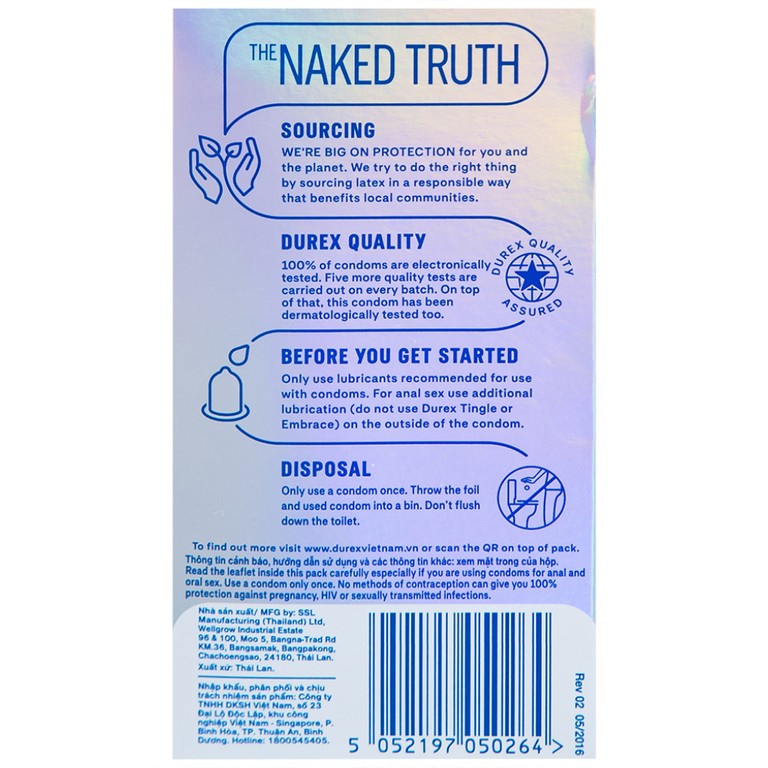 THE NAKED TRUTH
SOURCING
WE'RE BIG ON PROTECTION for you and
the planet. We try to do the right thing
by sourcing latex in a responsible way
that benefits local communities.
DUREX QUALITY
100% of condoms are electronically
tested. Five more quality tests are
carried out on every batch. On top
of that, this condom has been
dermatologically tested too.
DUREX QUALITY
ASSURED
BEFORE YOU GET STARTED
Only use lubricants recommended for use
with condoms. For anal sex use additional
lubrication (do not use Durex Tingle or
Embrace) on the outside of the condom.
DISPOSAL
Only use a condom once. Throw the foil
and used condom into a bin. Don't flush
down the toilet.
To find out more visit www.durexvietnam.vn or scan the QR on top of pack.
Thông tin cảnh báo, hướng dẫn sử dụng và các thông tin khác: xem mặt trong của hộp.
Read the leaflet inside this pack carefully especially if you are using condoms for anal and
oral sex. Use a condom only once. No methods of contraception can give you 100%
protection against pregnancy, HIV or sexually transmitted infections.
Nhà sản xuất/ MFG by: SSL
Manufacturing (Thailand) Ltd,
Wellgrow Industrial Estate
96 & 100, Moo 5, Bangna-Trad Rd
KM.36, Bangsamak, Bangpakong,
Chachoengsao, 24180, Thái Lan.
Xuất xứ: Thái Lan.
Nhập khẩu, phân phối và chịu
trách nhiệm sản phẩm: Công ty
TNHH DKSH Việt Nam, số 23
Đại Lộ Độc Lập, khu công
nghiệp Việt Nam - Singapore, P.
Bình Hòa, TP. Thuận An, Bình
Dương. Hotline: 1800545405.
5 052197 050264 >
Rev 02 05/2016